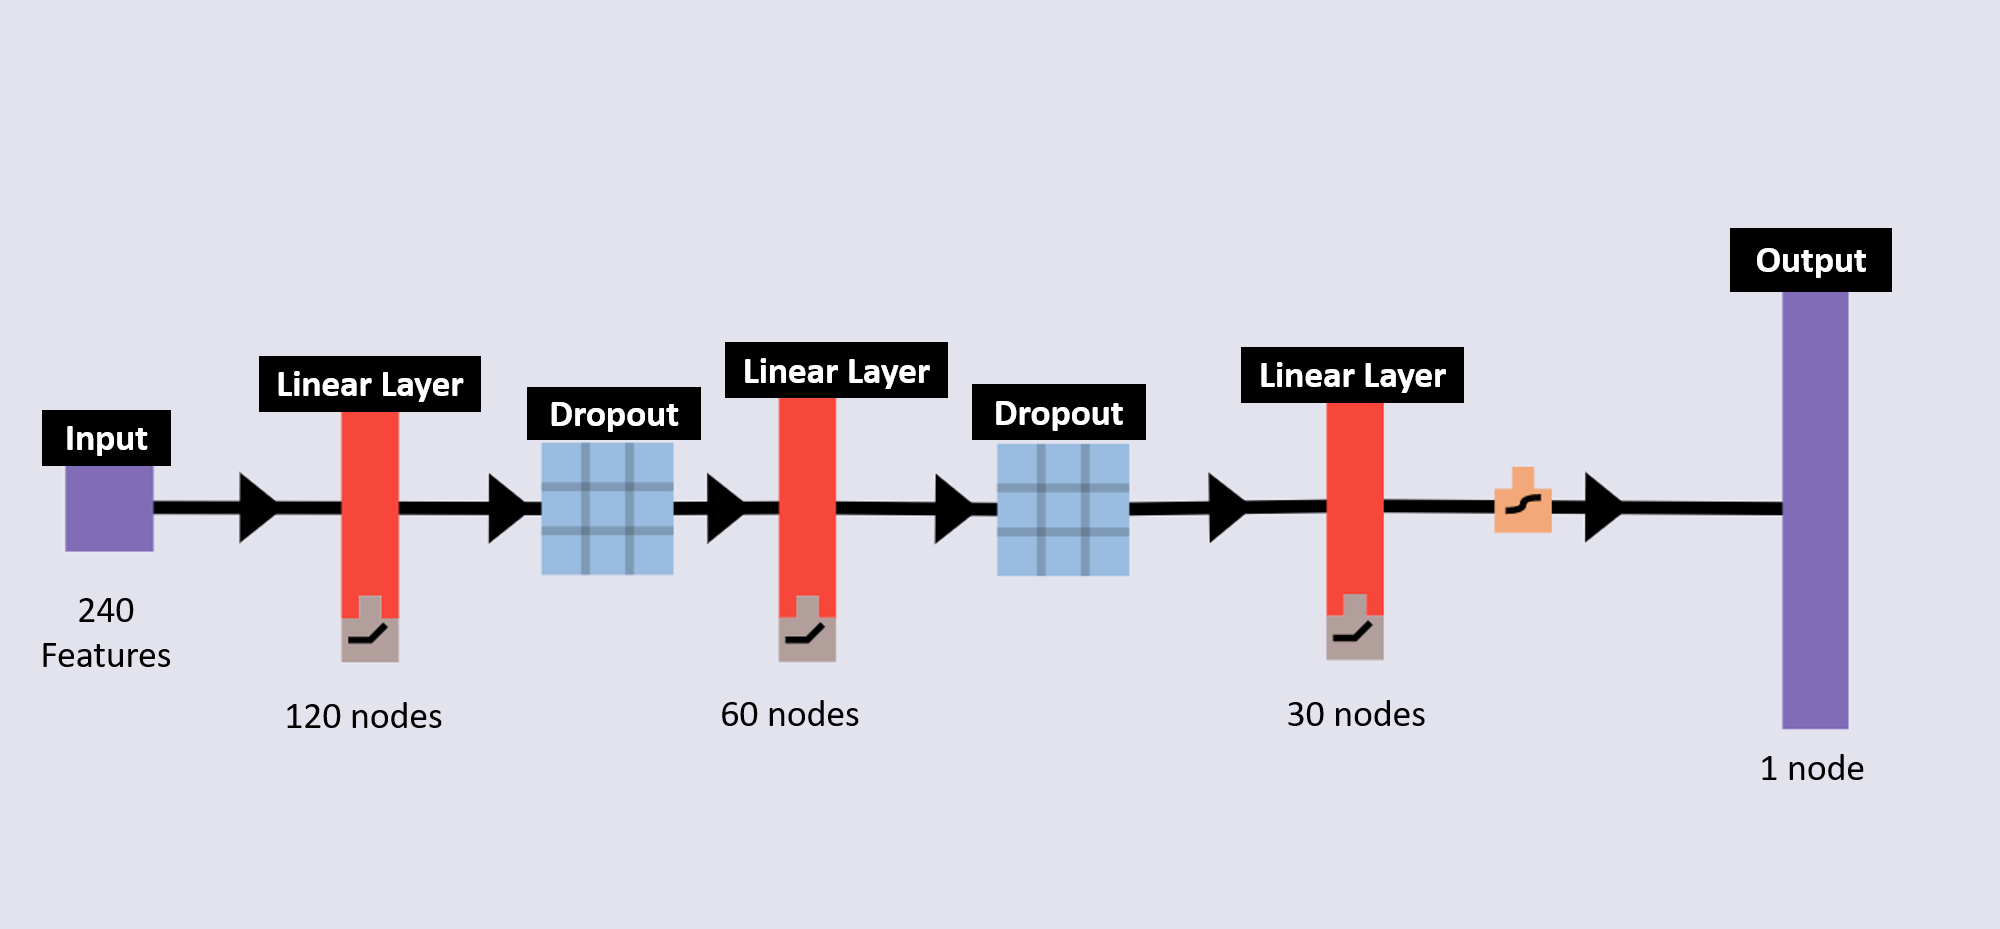 Input
240
Features
Linear Layer
120 nodes
Dropout
Linear Layer
60 nodes
Dropout
Linear Layer
30 nodes
Output
1 node